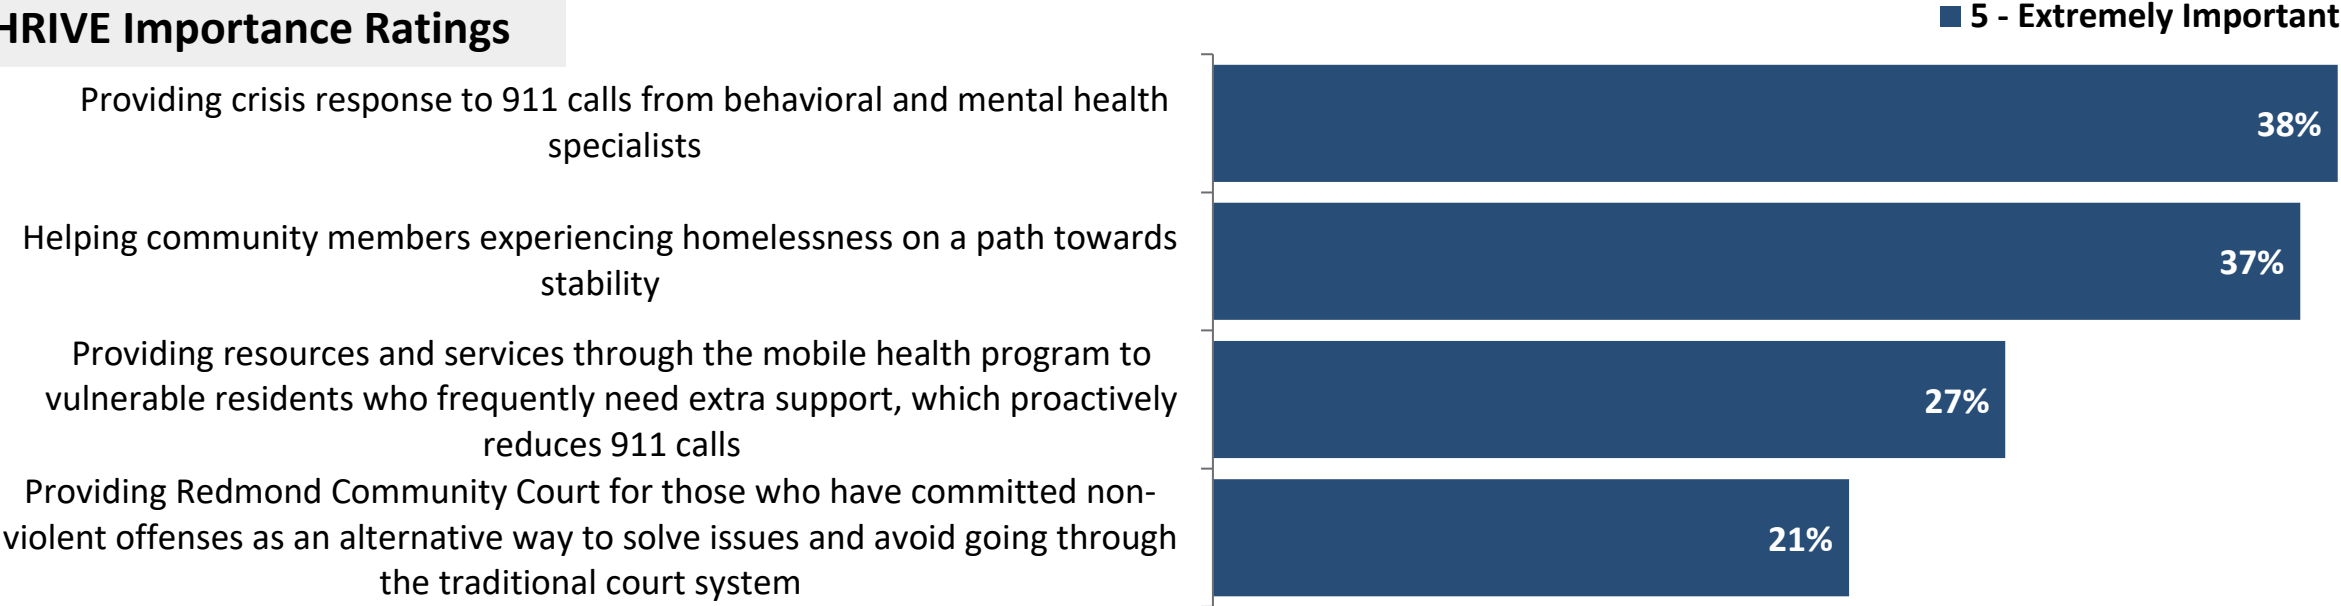 HRIVE Importance Ratings
5 - Extremely Important
Providing crisis response to 911 calls from behavioral and mental health
specialists
38%
Helping community members experiencing homelessness on a path towards
stability
37%
Providing resources and services through the mobile health program to
vulnerable residents who frequently need extra support, which proactively
reduces 911 calls
27%
Providing Redmond Community Court for those who have committed non-
violent offenses as an alternative way to solve issues and avoid going through
the traditional court system
21%